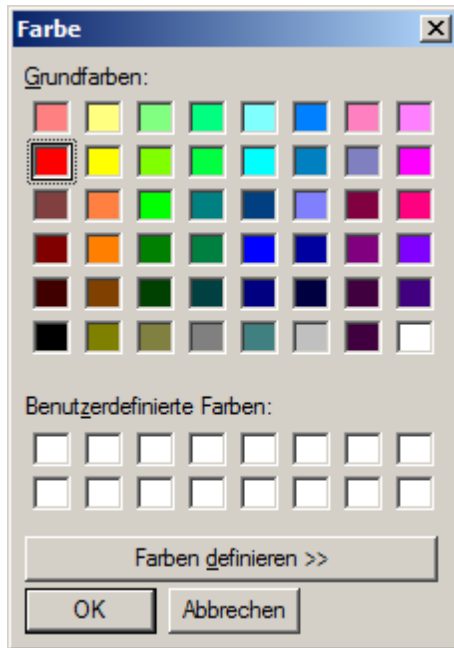 Farbe
Grundfarben:
Benutzerdefinierte Farben:
Farben definieren >>
OK Abbrechen